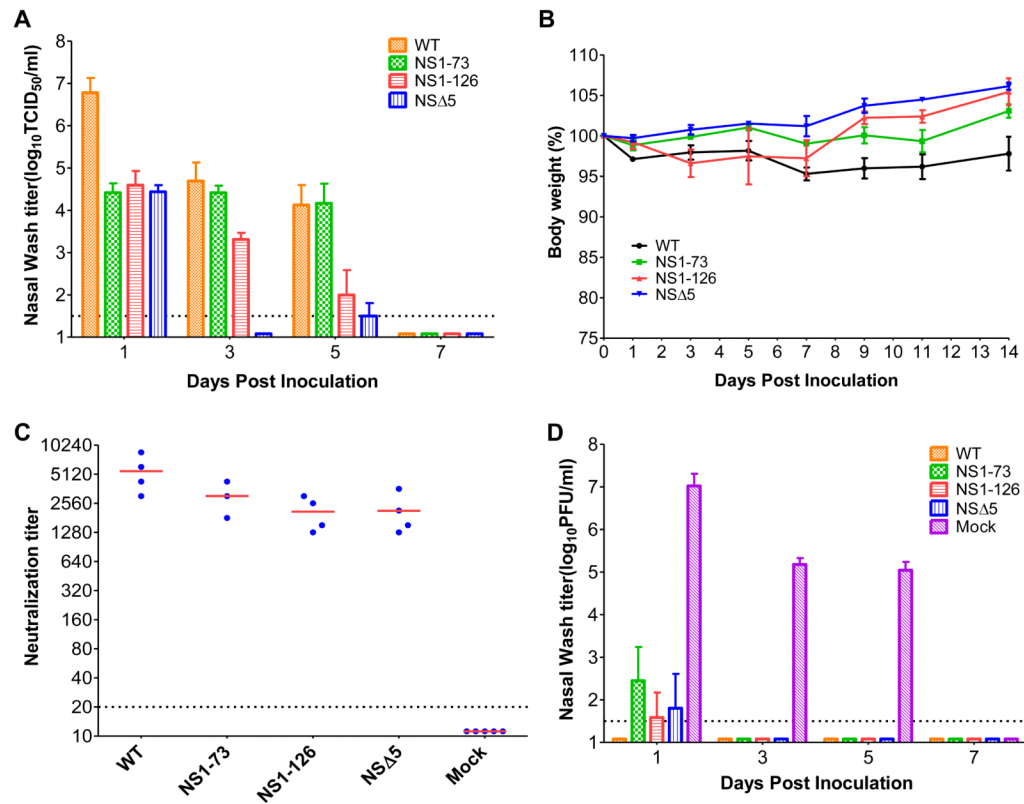 A
Nasal Wash titer(log10TCID50/ml)
8
7
6
5
4
3
2
1
WT
NS1-73
NS1-126
NSΔ5
1 3 5 7
Days Post Inoculation
B
Body weight (%)
110
105
100
95
90
85
80
75
WT
NS1-73
NS1-126
NSΔ5
0 1 2 3 4 5 6 7 8 9 10 11 12 13 14
Days Post Inoculation
C
Neutralization titer
10240
5120
2560
1280
640
320
160
80
40
20
10
WT NS1-73 NS1-126 NSΔ5 Mock
D
Nasal Wash titer(log10PFU/ml)
8
7
6
5
4
3
2
1
WT
NS1-73
NS1-126
NSΔ5
Mock
1 3 5 7
Days Post Inoculation